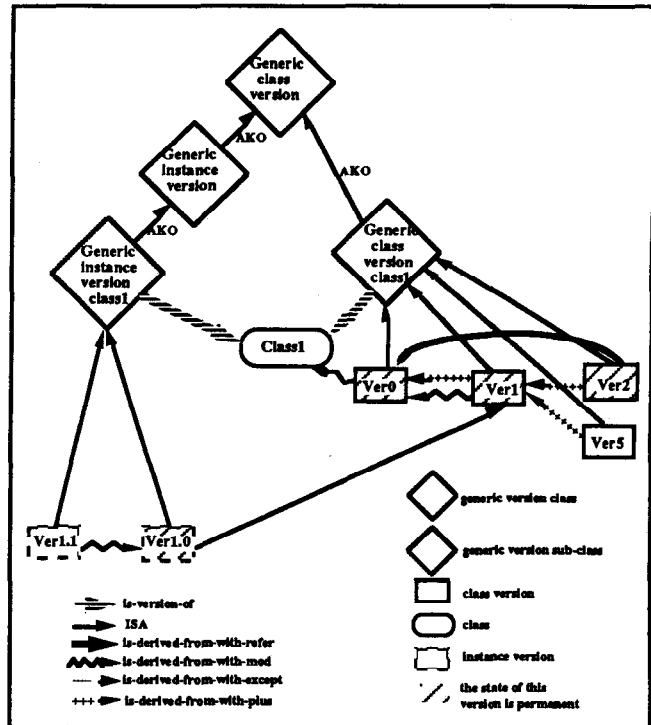 Generic
class
version
AKO
Generic
instance
version
AKO
AKO
Generic
instance
version
class1
Generic
class
version
class1
Class1
Ver0
Ver1
Ver2
Ver5
Ver1.1
Ver1.0
generic version class
generic version sub-class
class version
class
instance version
the state of this
version is permanent
is-version-of
ISA
is-derived-from-with-refer
is-derived-from-with-mod
is-derived-from-with-except
is-derived-from-with-plus